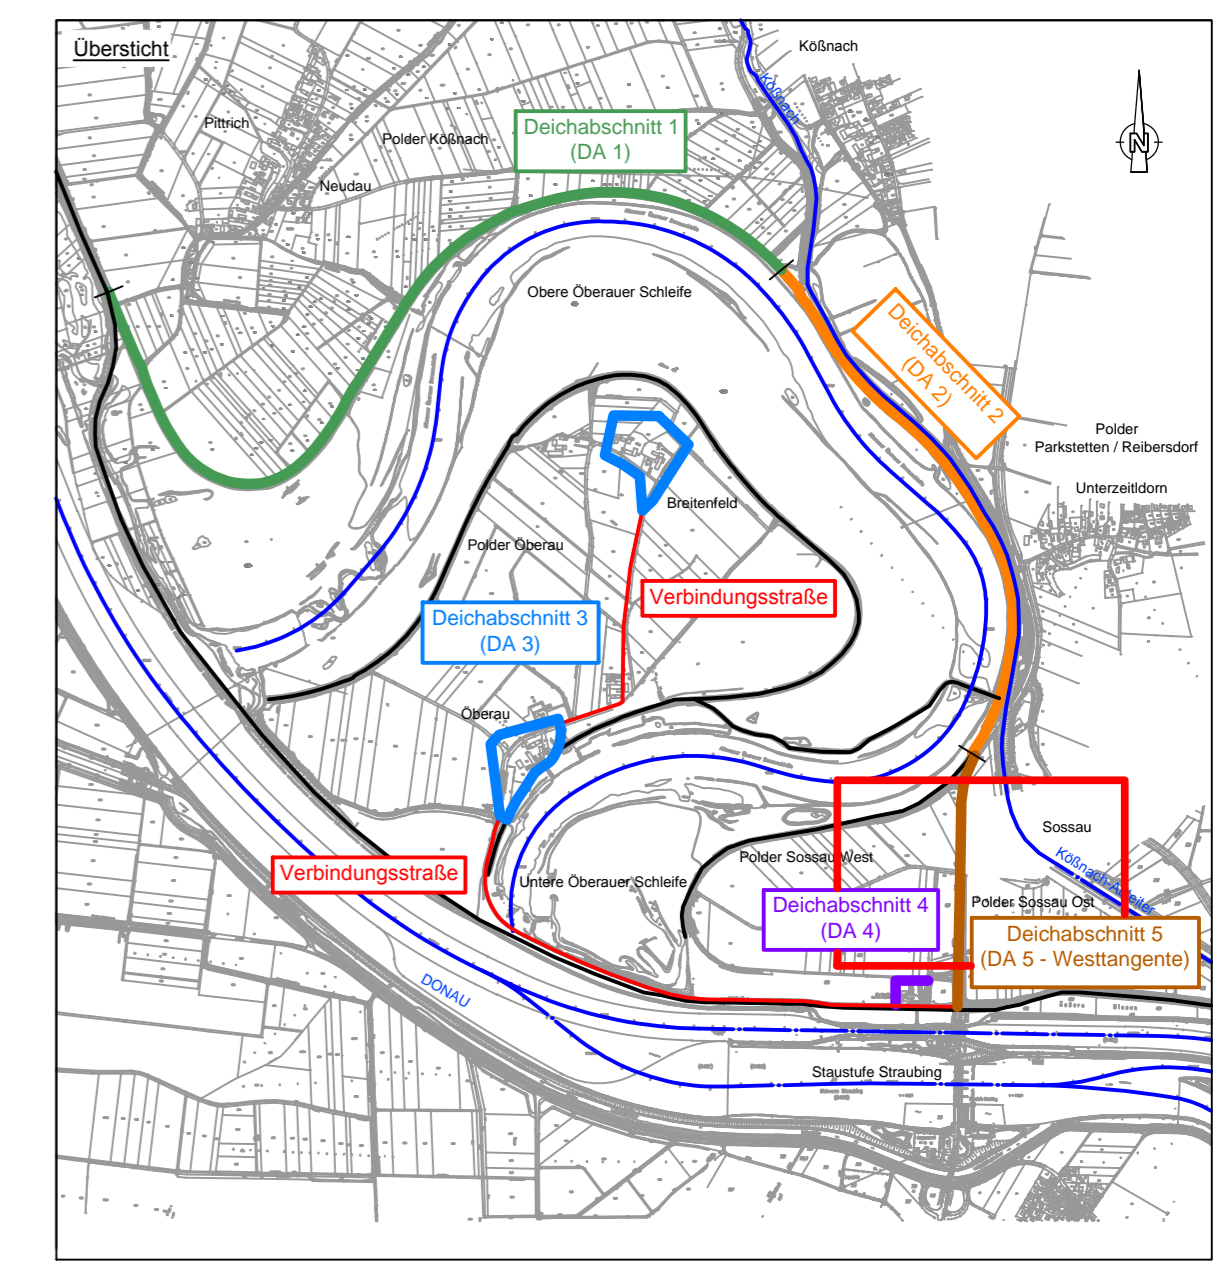 Übersticht
Kößnach
Kößnach
Pittrich
Polder Kößnach
Deichabschnitt 1
(DA 1)
N
Neudau
Obere Öberauer Schleife
Deichabschnitt 2
(DA 2)
Polder
Parkstetten / Reibersdorf
Unterzeitldorn
Breitenfeld
Polder Öberau
Verbindungsstraße
Deichabschnitt 3
(DA 3)
Öberau
Sossau
Polder Sossau West
Kößnach-Ableiter
Verbindungsstraße
Untere Öberauer Schleife
Polder Sossau Ost
Deichabschnitt 4
(DA 4)
Deichabschnitt 5
(DA 5 - Westtangente)
DONAU
Staustufe Straubing